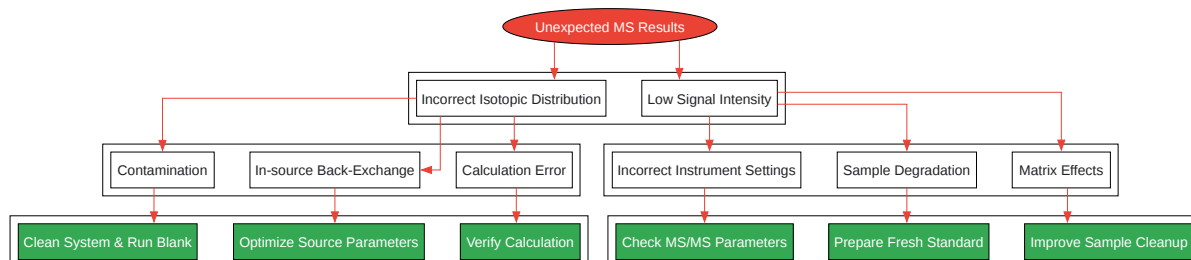 Unexpected MS Results
Incorrect Isotopic Distribution
Low Signal Intensity
Contamination
In-source Back-Exchange
Calculation Error
Incorrect Instrument Settings
Sample Degradation
Matrix Effects
Clean System & Run Blank
Optimize Source Parameters
Verify Calculation
Check MS/MS Parameters
Prepare Fresh Standard
Improve Sample Cleanup